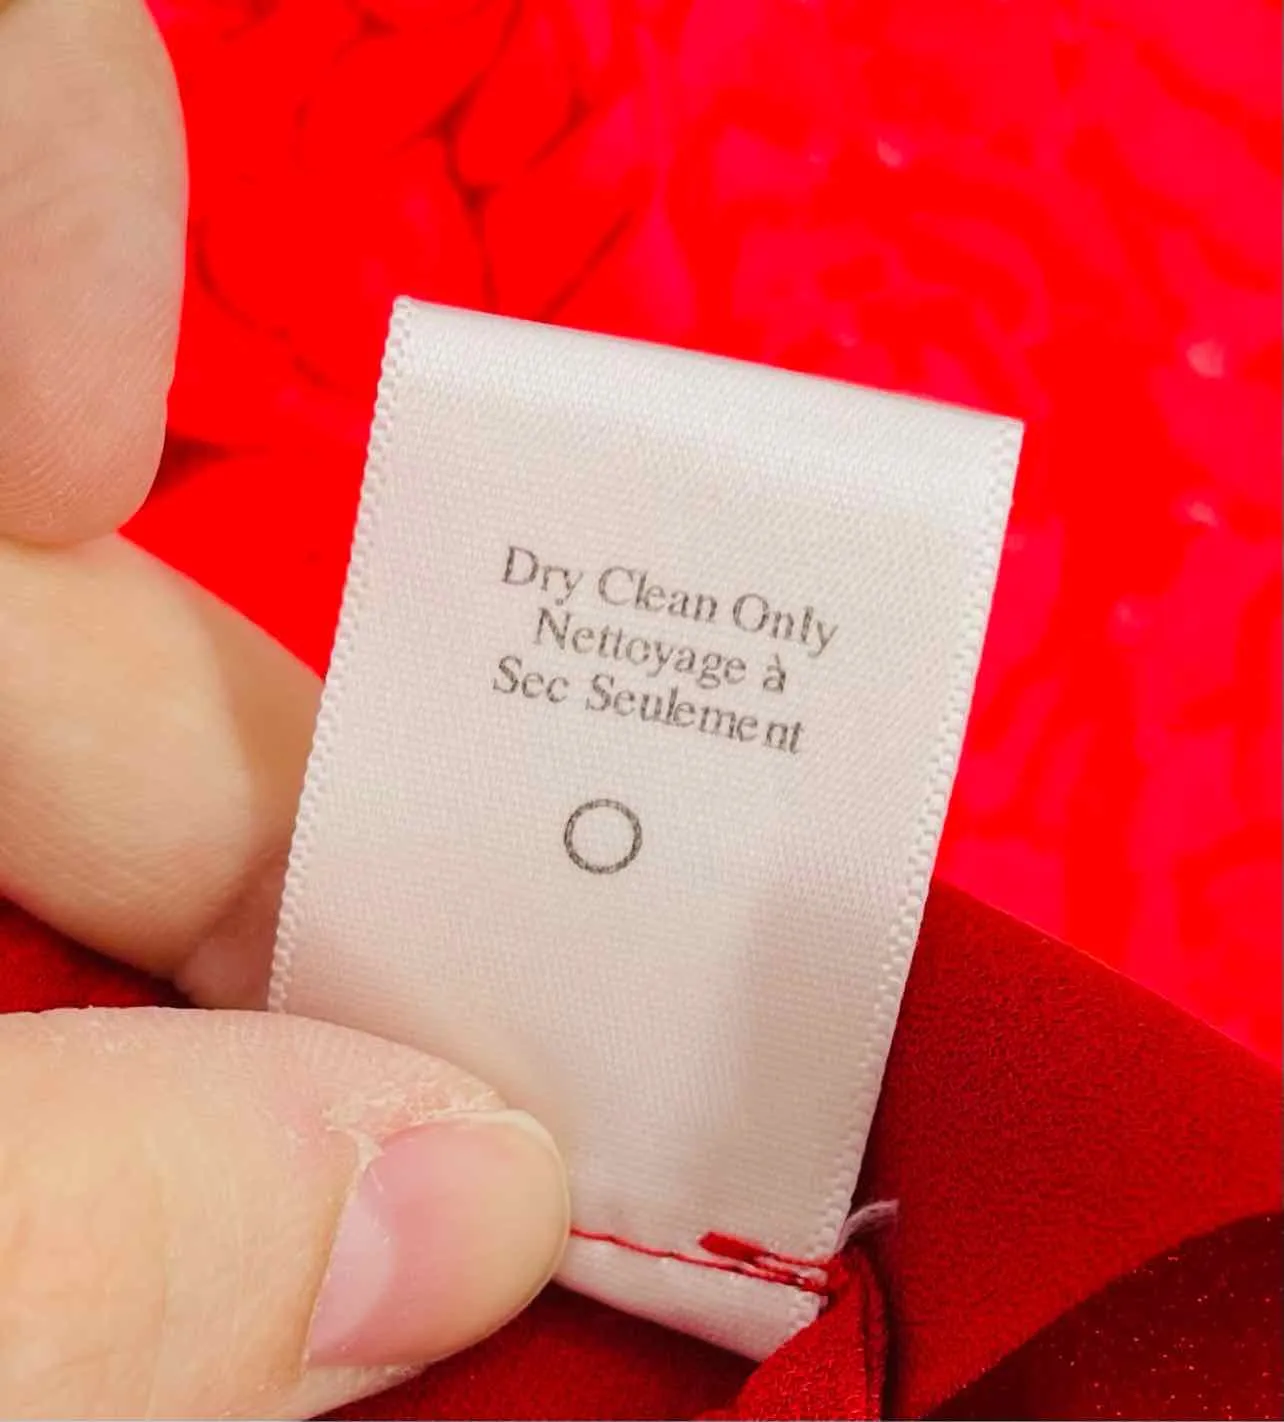 Dry Clean Only
Nettoyage à
Sec Seulement